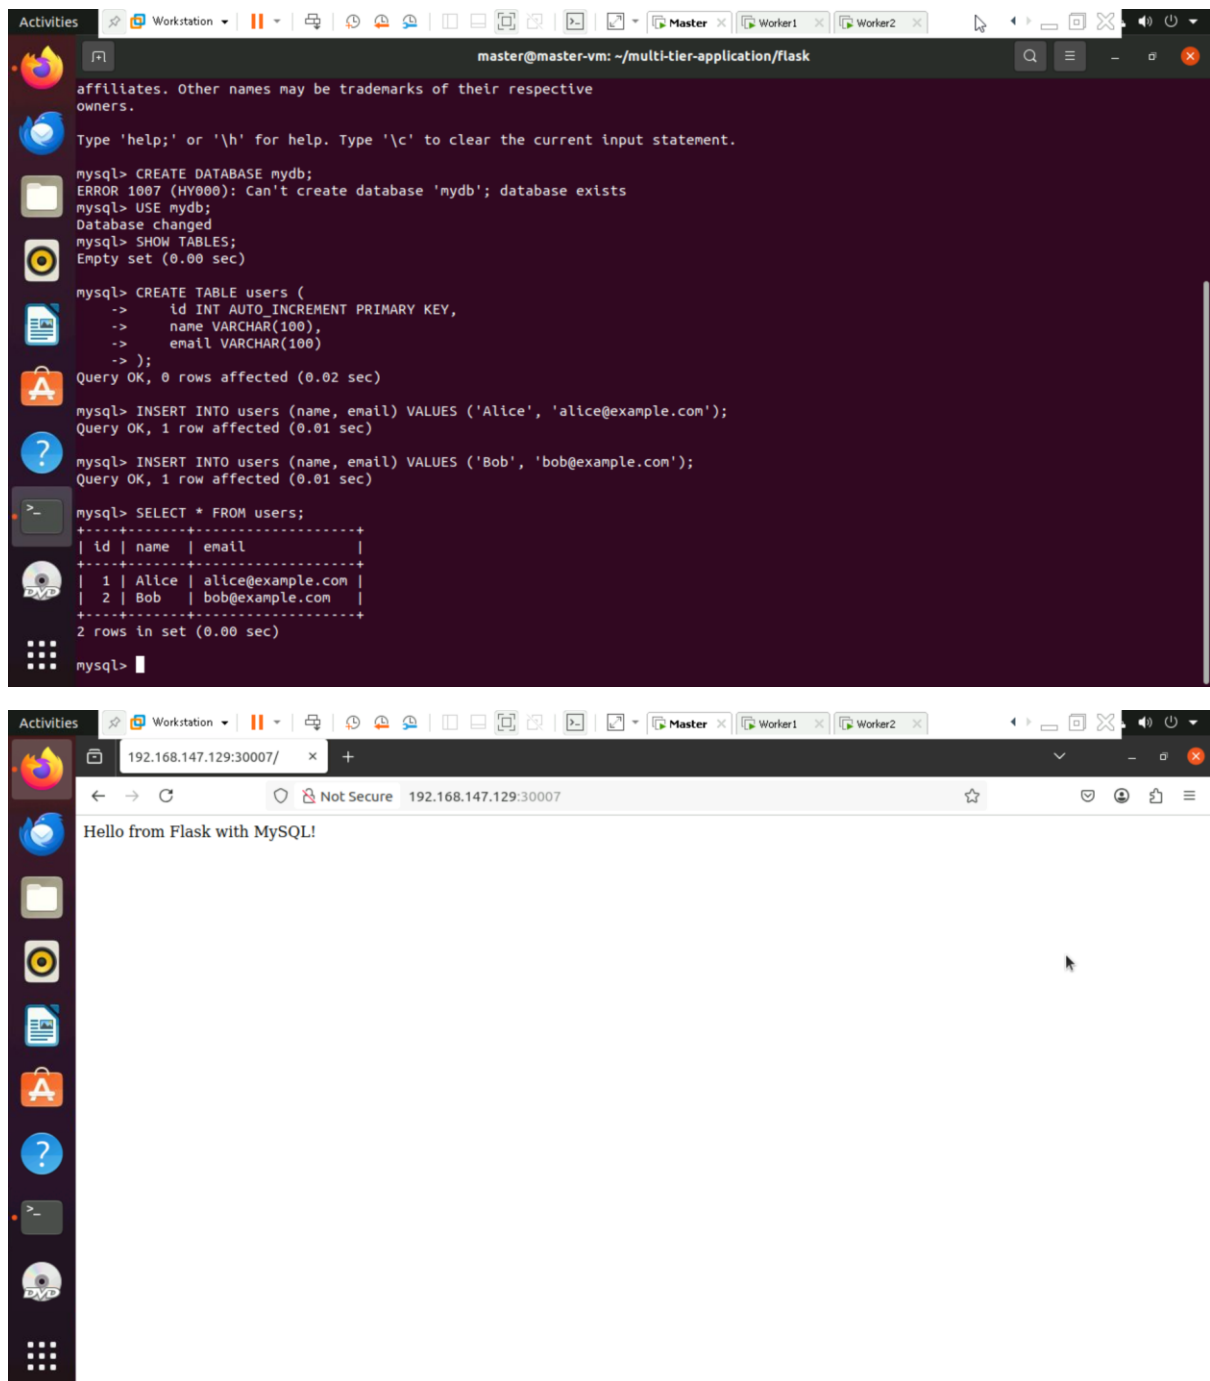 Activities
Workstation
Master
Worker1
Worker2
master@master-vm: ~/multi-tier-application/flask
affiliates. Other names may be trademarks of their respective
owners.
Type 'help;' or '\h' for help. Type '\c' to clear the current input statement.
mysql> CREATE DATABASE mydb;
ERROR 1007 (HY000): Can't create database 'mydb'; database exists
mysql> USE mydb;
Database changed
mysql> SHOW TABLES;
Empty set (0.00 sec)
mysql> CREATE TABLE users (
    ->     id INT AUTO_INCREMENT PRIMARY KEY,
    ->     name VARCHAR(100),
    ->     email VARCHAR(100)
    -> );
Query OK, 0 rows affected (0.02 sec)
mysql> INSERT INTO users (name, email) VALUES ('Alice', 'alice@example.com');
Query OK, 1 row affected (0.01 sec)
mysql> INSERT INTO users (name, email) VALUES ('Bob', 'bob@example.com');
Query OK, 1 row affected (0.01 sec)
mysql> SELECT * FROM users;
+----+-------+-------------------+
| id | name  | email             |
+----+-------+-------------------+
|  1 | Alice | alice@example.com |
|  2 | Bob   | bob@example.com   |
+----+-------+-------------------+
2 rows in set (0.00 sec)
mysql>
DVD
Activities
Workstation
Master
Worker1
Worker2
192.168.147.129:30007/
Not Secure 192.168.147.129:30007
Hello from Flask with MySQL!
DVD